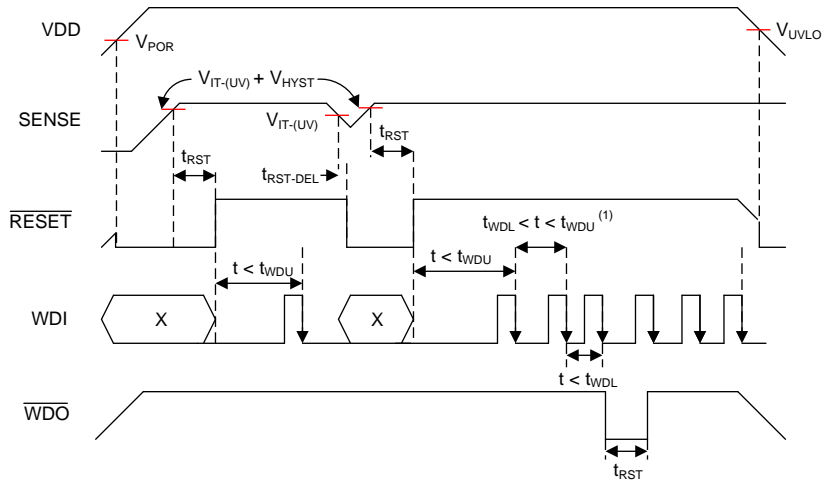 VDD
V_POR
V_UVLO
V_IT-(UV) + V_HYST
SENSE
V_IT-(UV)
t_RST
t_RST-DEL
t_RST
RESET
t_WDL < t < t_WDU (1)
t < t_WDU
t < t_WDU
WDI
X
X
t < t_WDL
WDO
t_RST